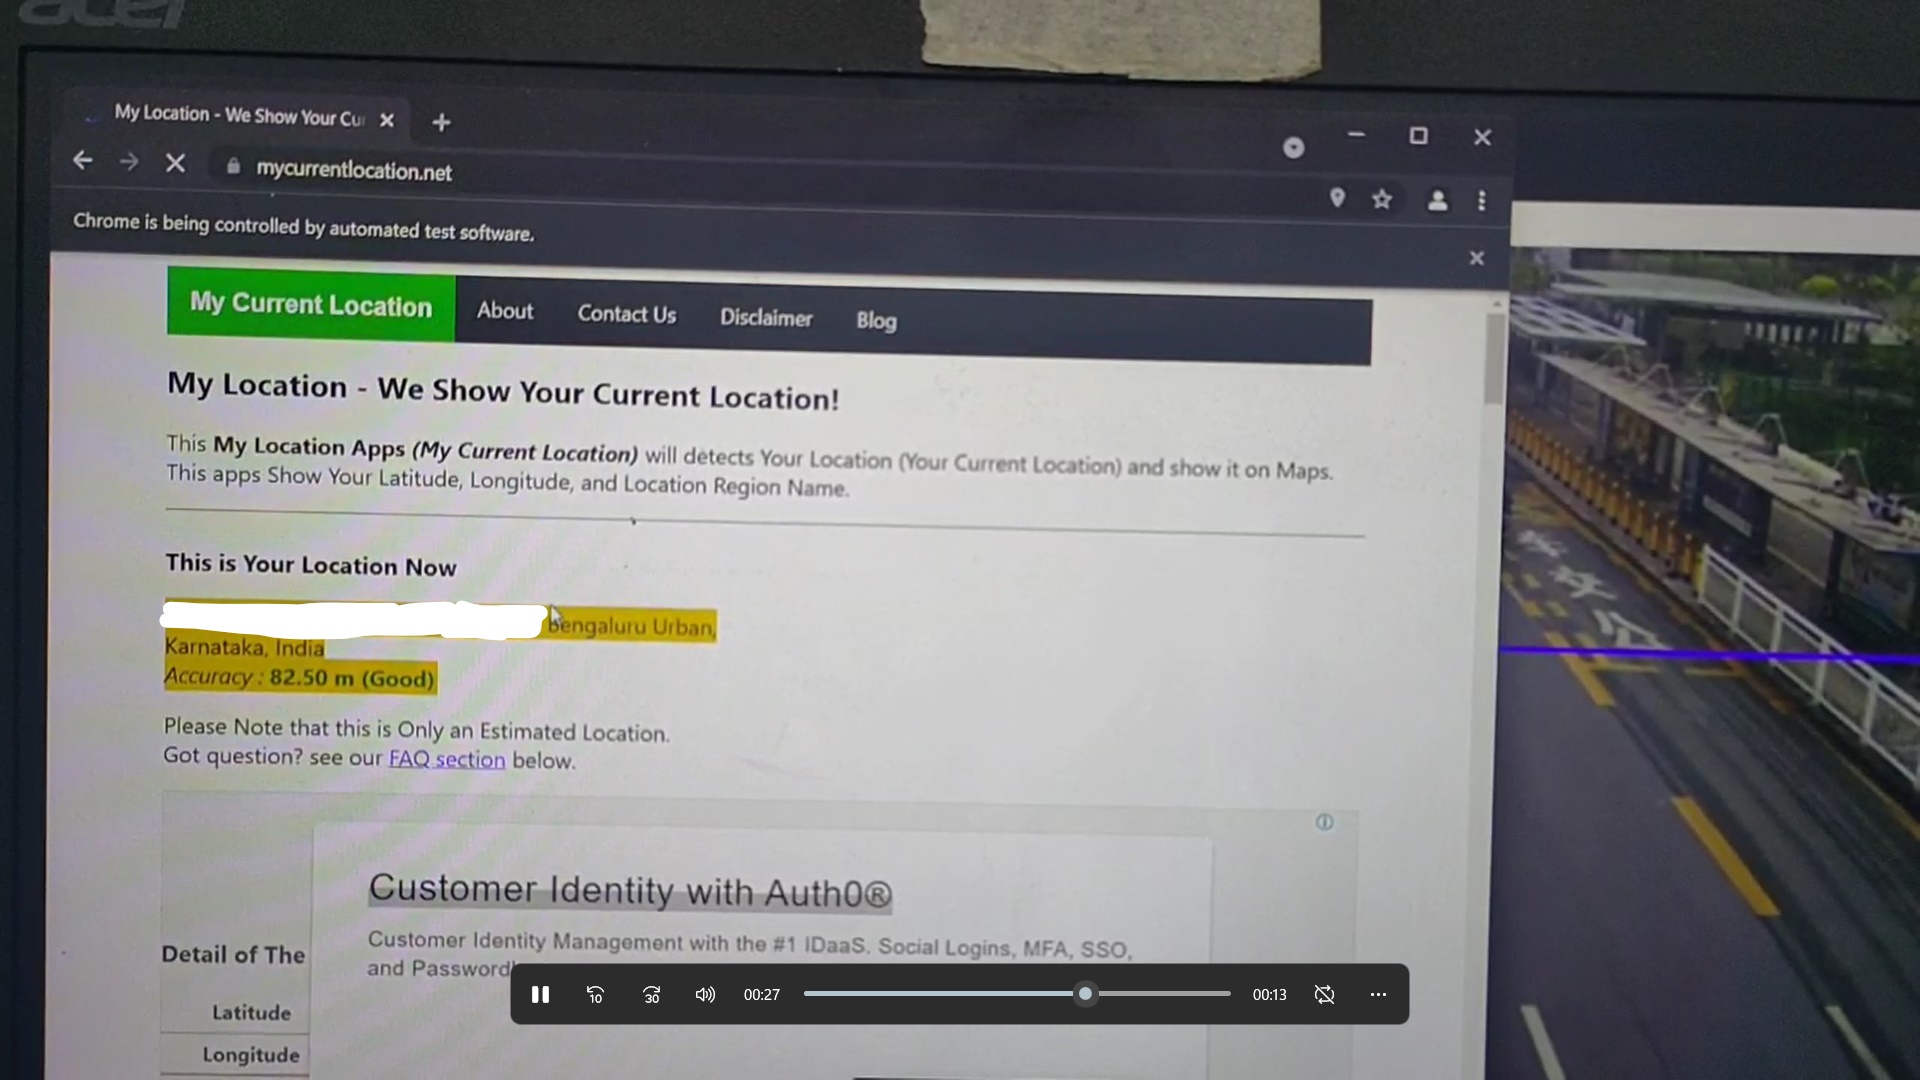 acer
My Location - We Show Your Cu
mycurrentlocation.net
Chrome is being controlled by automated test software.
My Current Location About Contact Us Disclaimer Blog
My Location - We Show Your Current Location!
This My Location Apps (My Current Location) will detects Your Location (Your Current Location) and show it on Maps.
This apps Show Your Latitude, Longitude, and Location Region Name.
This is Your Location Now
Bengaluru Urban,
Karnataka, India
Accuracy : 82.50 m (Good)
Please Note that this is Only an Estimated Location.
Got question? see our FAQ section below.
Customer Identity with Auth0®
Customer Identity Management with the #1 IDaaS. Social Logins, MFA, SSO,
and Password
Detail of The
Latitude
Longitude
10
30
00:27
00:13